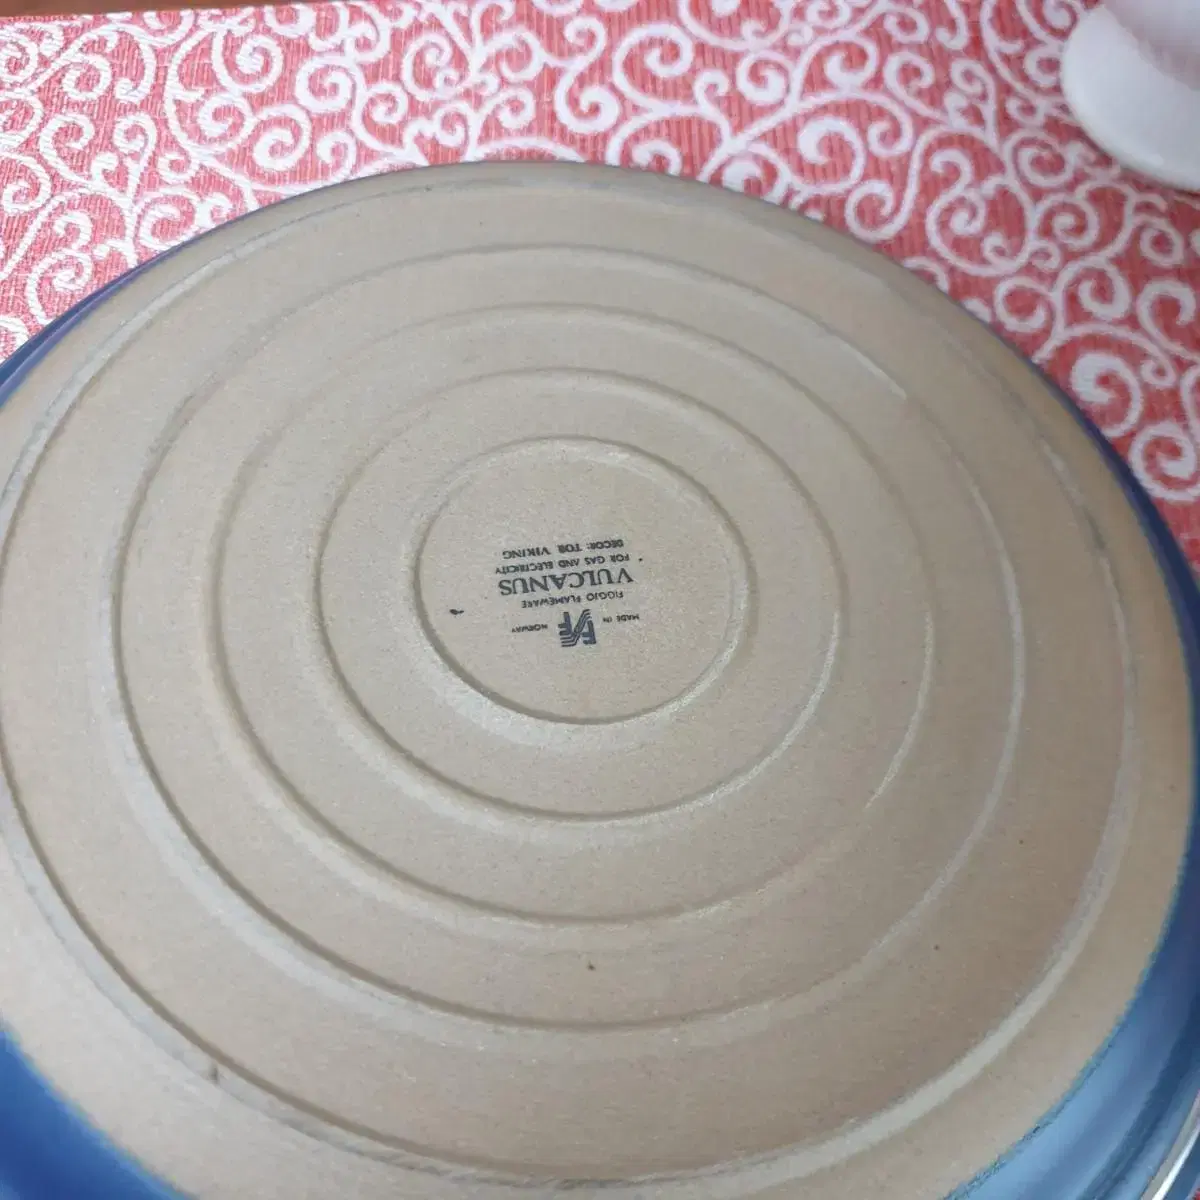 MADE IN NORWAY
FIGGJO FLAMEWARE
VULCANUS
FOR GAS AND ELECTRICITY
DECOR: TOR VIKING